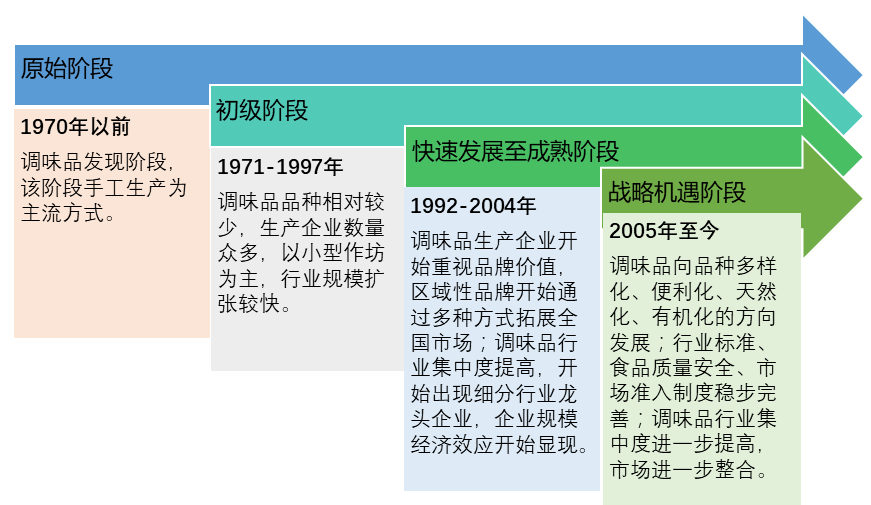 原始阶段
1970年以前
调味品发现阶段，
该阶段手工生产为
主流方式。
初级阶段
1971-1997年
调味品品种相对较
少，生产企业数量
众多，以小型作坊
为主，行业规模扩
张较快。
快速发展至成熟阶段
1992-2004年
调味品生产企业开
始重视品牌价值，
区域性品牌开始通
过多种方式拓展全
国市场；调味品行
业集中度提高，开
始出现细分行业龙
头企业，企业规模
经济效应开始显现。
战略机遇阶段
2005年至今
调味品向品种多样
化、便利化、天然
化、有机化的方向
发展；行业标准、
食品质量安全、市
场准入制度稳步完
善；调味品行业集
中度进一步提高，
市场进一步整合。